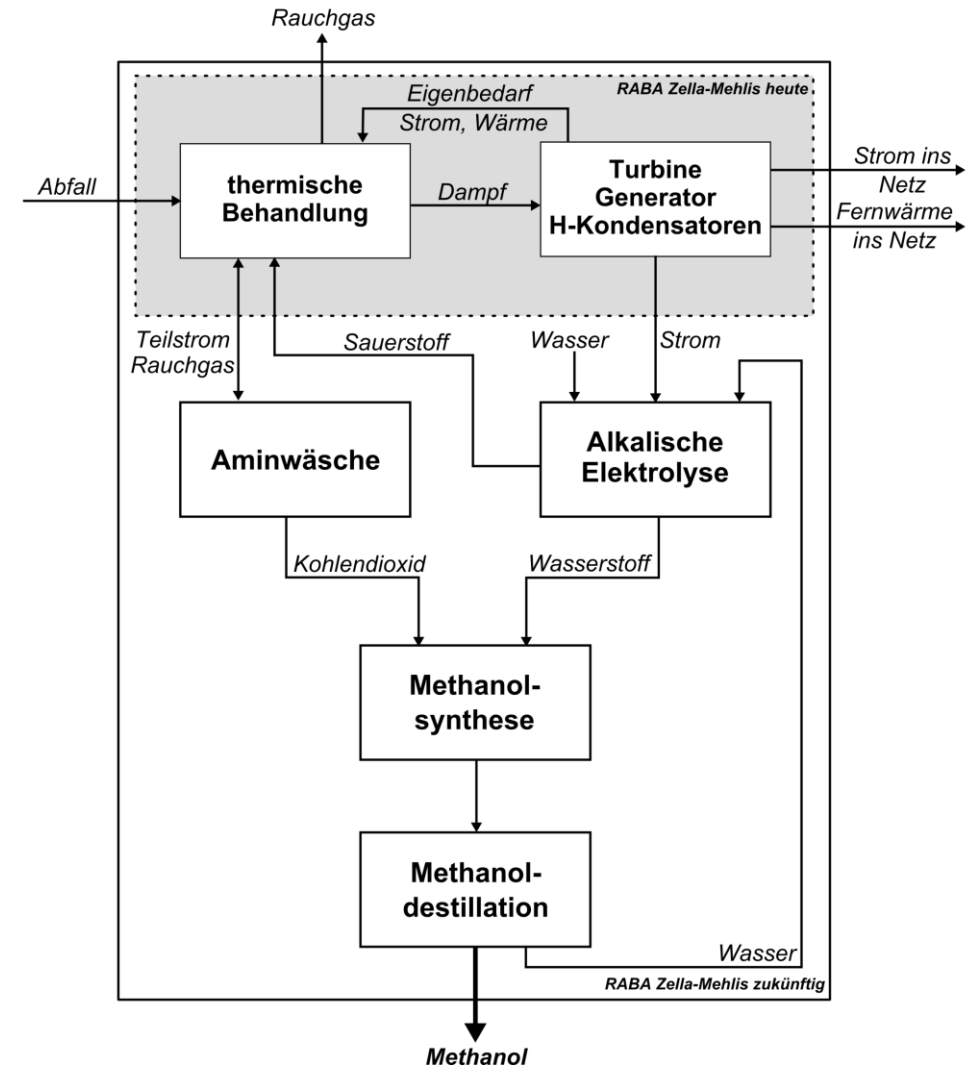 Rauchgas
RABA Zella-Mehlis heute
Eigenbedarf
Strom, Wärme
Abfall
thermische
Behandlung
Dampf
Turbine
Generator
H-Kondensatoren
Strom ins
Netz
Fernwärme
ins Netz
Teilstrom
Rauchgas
Sauerstoff
Wasser
Strom
Aminwäsche
Alkalische
Elektrolyse
Kohlendioxid
Wasserstoff
Methanol-
synthese
Methanol-
destillation
Wasser
RABA Zella-Mehlis zukünftig
Methanol